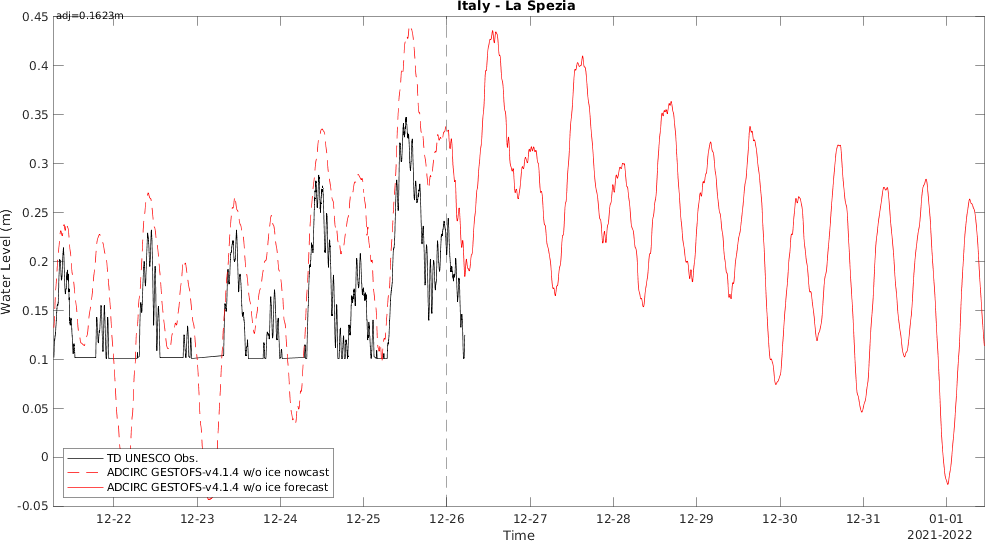 Italy - La Spezia
adj=0.1623m
0.45
0.4
0.35
0.3
0.25
0.2
0.15
0.1
0.05
0
-0.05
Water Level (m)
TD UNESCO Obs.
ADCIRC GESTOFS-v4.1.4 w/o ice nowcast
ADCIRC GESTOFS-v4.1.4 w/o ice forecast
12-22 12-23 12-24 12-25 12-26 12-27 12-28 12-29 12-30 12-31 01-01
Time
2021-2022